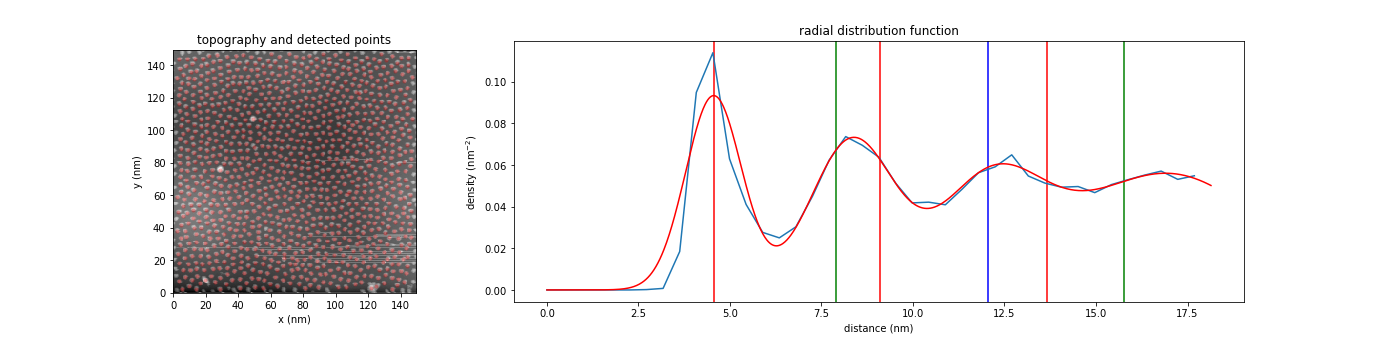 topography and detected points
y (nm)
140
120
100
80
60
40
20
0
0 20 40 60 80 100 120 140
x (nm)
radial distribution function
density (nm⁻²)
0.10
0.08
0.06
0.04
0.02
0.00
0.0 2.5 5.0 7.5 10.0 12.5 15.0 17.5
distance (nm)